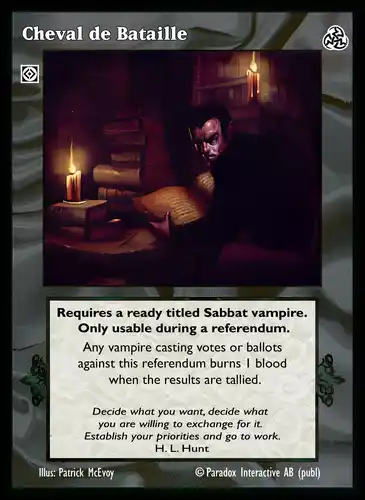 Cheval de Bataille
Requires a ready titled Sabbat vampire.
Only usable during a referendum.
Any vampire casting votes or ballots
against this referendum burns 1 blood
when the results are tallied.
Decide what you want, decide what
you are willing to exchange for it.
Establish your priorities and go to work.
H. L. Hunt
Illus: Patrick McEvoy
© Paradox Interactive AB (publ)